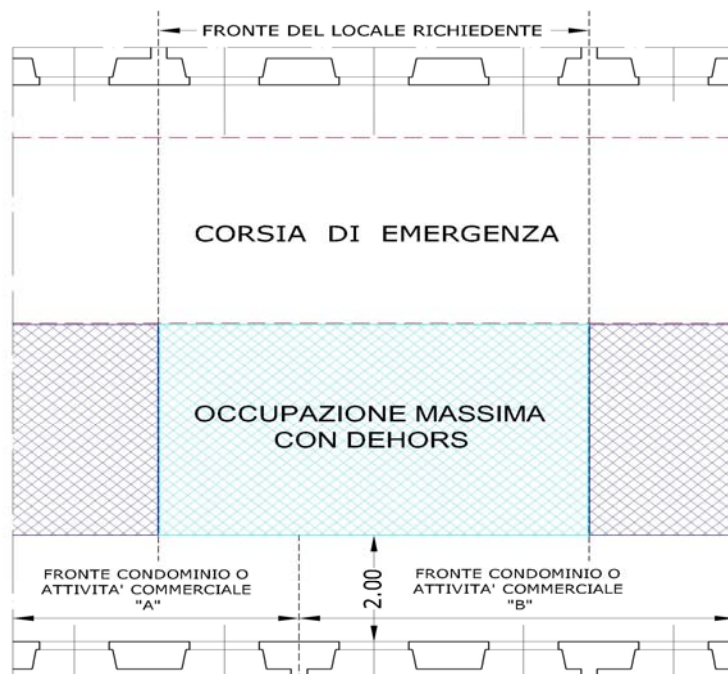 FRONTE DEL LOCALE RICHIEDENTE
CORSIA DI EMERGENZA
OCCUPAZIONE MASSIMA
CON DEHORS
FRONTE CONDOMINIO O
ATTIVITA' COMMERCIALE
"A"
2.00
FRONTE CONDOMINIO O
ATTIVITA' COMMERCIALE
"B"